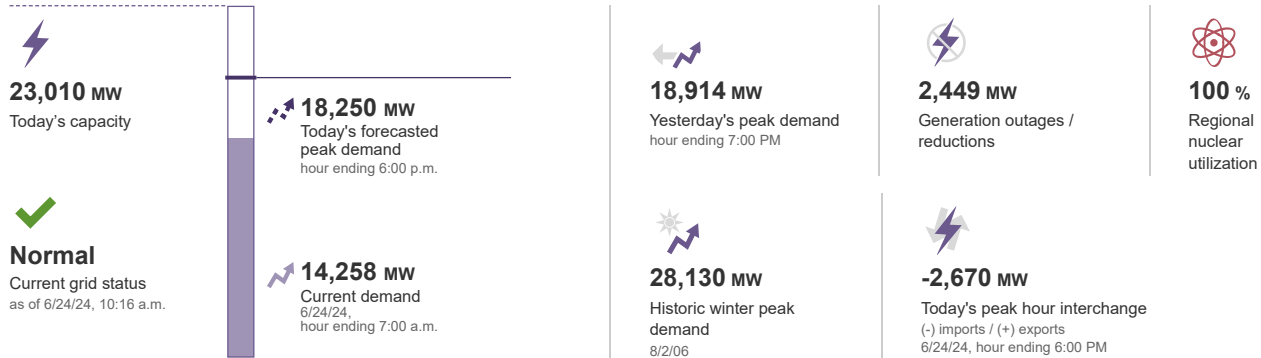 23,010 MW
Today's capacity
Normal
Current grid status
as of 6/24/24, 10:16 a.m.
18,250 MW
Today's forecasted
peak demand
hour ending 6:00 p.m.
14,258 MW
Current demand
6/24/24,
hour ending 7:00 a.m.
18,914 MW
Yesterday's peak demand
hour ending 7:00 PM
2,449 MW
Generation outages /
reductions
100 %
Regional
nuclear
utilization
28,130 MW
Historic winter peak
demand
8/2/06
-2,670 MW
Today's peak hour interchange
(-) imports / (+) exports
6/24/24, hour ending 6:00 PM